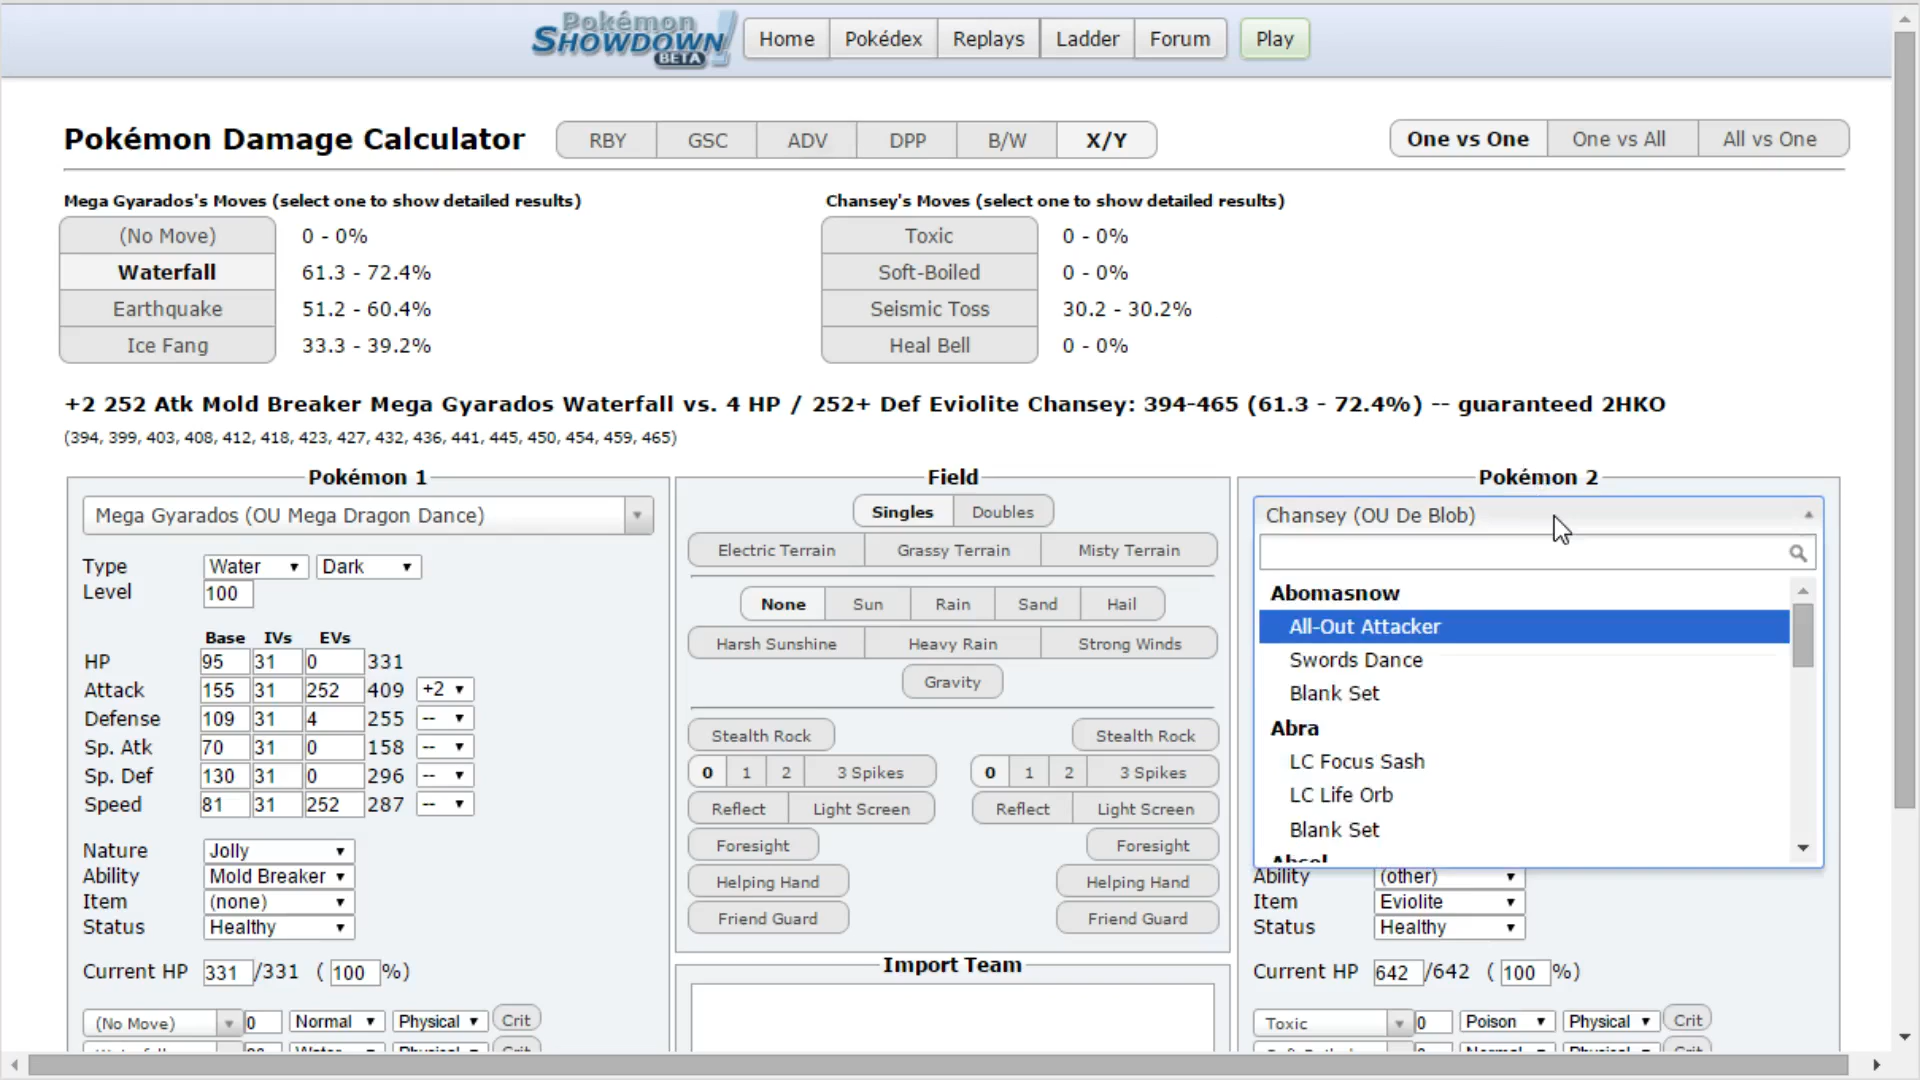 Pokémon
SHOWDOWN!
BETA
Home Pokédex Replays Ladder Forum Play
Pokémon Damage Calculator RBY GSC ADV DPP B/W X/Y One vs One One vs All All vs One
Mega Gyarados's Moves (select one to show detailed results) Chansey's Moves (select one to show detailed results)
(No Move) 0 - 0% Toxic 0 - 0%
Waterfall 61.3 - 72.4% Soft-Boiled 0 - 0%
Earthquake 51.2 - 60.4% Seismic Toss 30.2 - 30.2%
Ice Fang 33.3 - 39.2% Heal Bell 0 - 0%
+2 252 Atk Mold Breaker Mega Gyarados Waterfall vs. 4 HP / 252+ Def Eviolite Chansey: 394-465 (61.3 - 72.4%) -- guaranteed 2HKO
(394, 399, 403, 408, 412, 418, 423, 427, 432, 436, 441, 445, 450, 454, 459, 465)
Pokémon 1
Mega Gyarados (OU Mega Dragon Dance)
Type Water Dark
Level 100
Base IVs EVs
HP 95 31 0 331
Attack 155 31 252 409 +2
Defense 109 31 4 255 --
Sp. Atk 70 31 0 158 --
Sp. Def 130 31 0 296 --
Speed 81 31 252 287 --
Nature Jolly
Ability Mold Breaker
Item (none)
Status Healthy
Current HP 331/331 ( 100 %)
(No Move) 0 Normal Physical Crit
Field
Singles Doubles
Electric Terrain Grassy Terrain Misty Terrain
None Sun Rain Sand Hail
Harsh Sunshine Heavy Rain Strong Winds
Gravity
Stealth Rock Stealth Rock
0 1 2 3 Spikes 0 1 2 3 Spikes
Reflect Light Screen Reflect Light Screen
Foresight Foresight
Helping Hand Helping Hand
Friend Guard Friend Guard
Import Team
Pokémon 2
Chansey (OU De Blob)
Abomasnow
All-Out Attacker
Swords Dance
Blank Set
Abra
LC Focus Sash
LC Life Orb
Blank Set
Absol
Ability (other)
Item Eviolite
Status Healthy
Current HP 642/642 ( 100 %)
Toxic 0 Poison Physical Crit